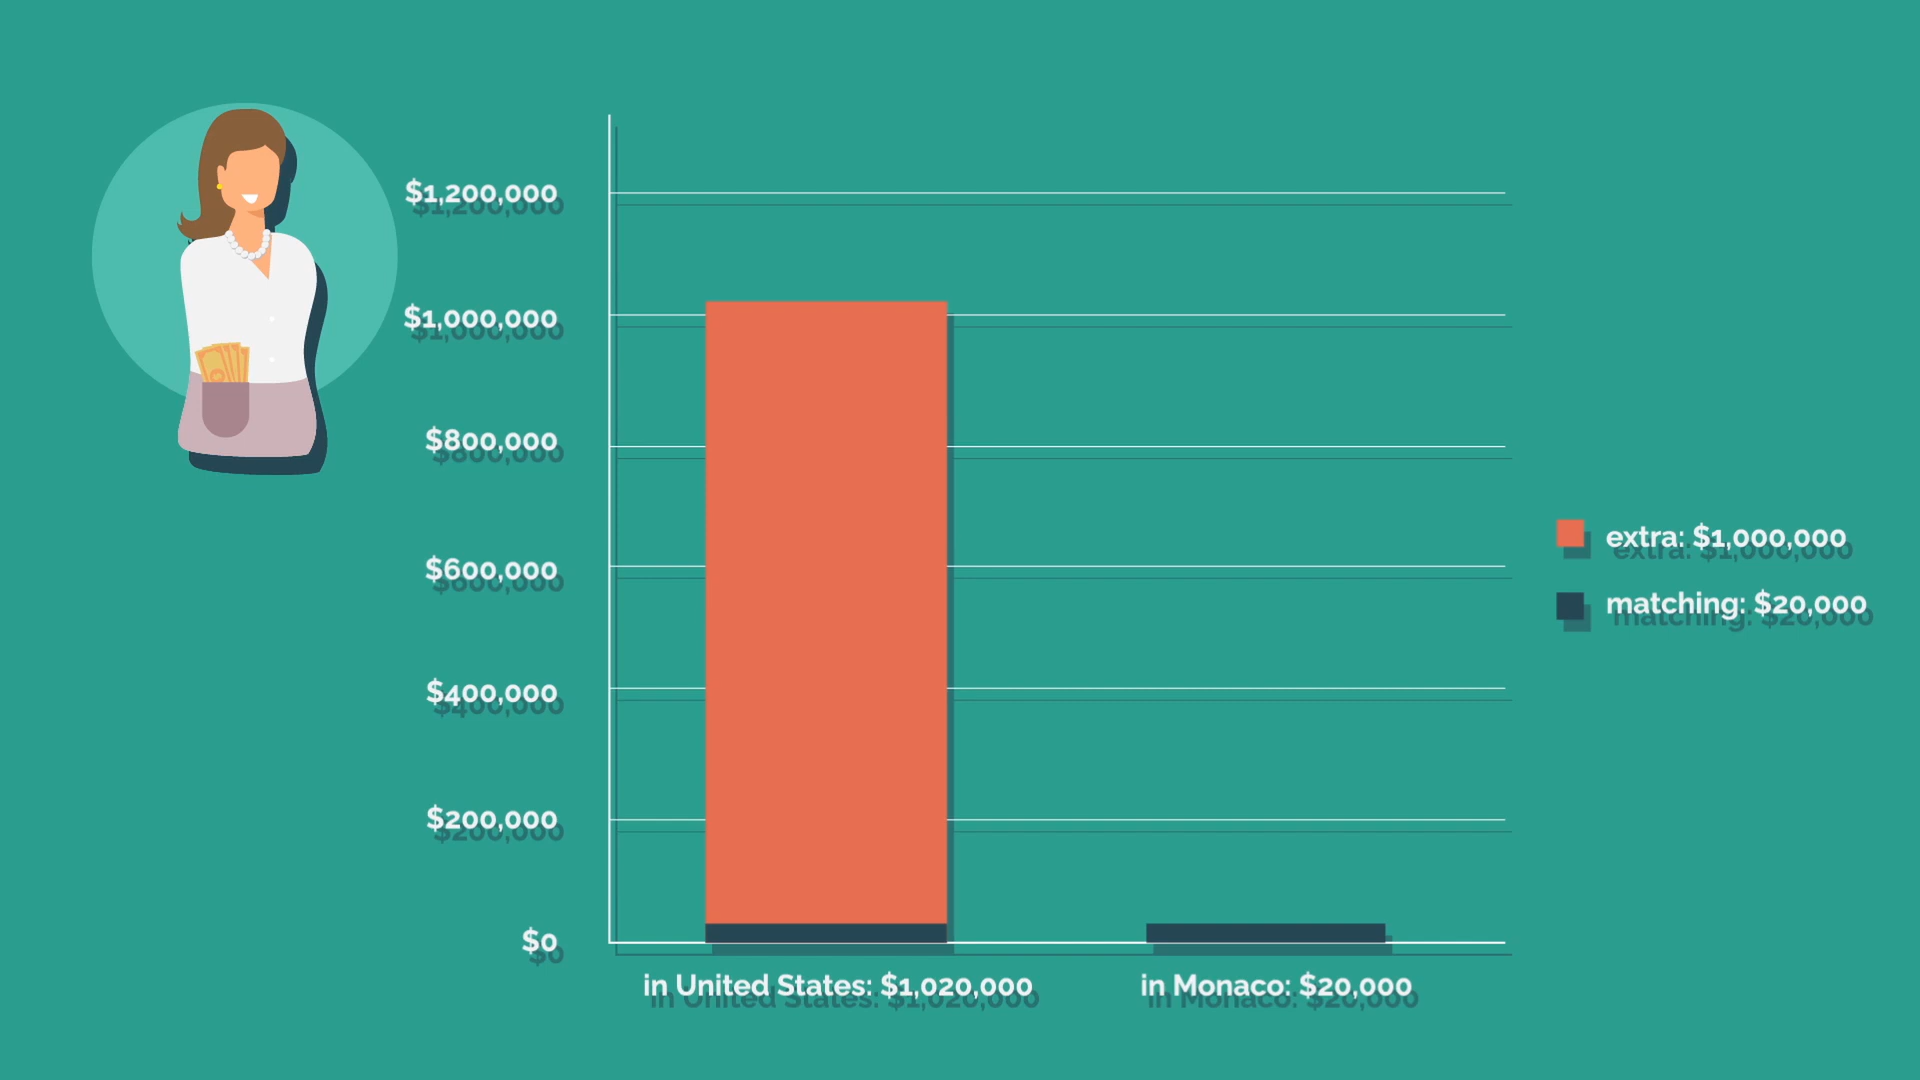 $1,200,000
$1,000,000
$800,000
$600,000
$400,000
$200,000
$0
in United States: $1,020,000
in Monaco: $20,000
extra: $1,000,000
matching: $20,000